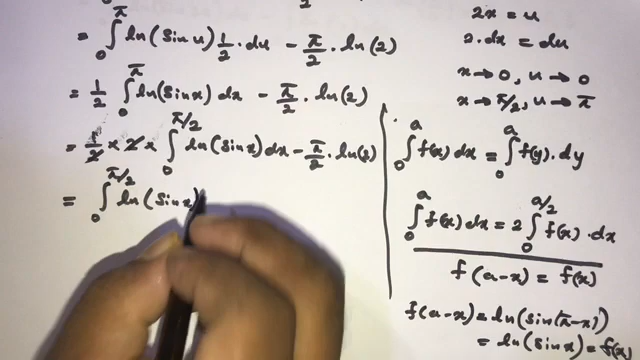 = ∫₀^π ln(sin u) 1/2 · du − π/2 · ln(2)
= 1/2 ∫₀^π ln(sin x) dx − π/2 · ln(2)
= 1/2 × 2 × ∫₀^{π/2} ln(sin x) dx − π/2 · ln(2)
= ∫₀^{π/2} ln(sin x)
2x = u
2·dx = du
x → 0, u → 0
x → π/2, u → π
∫₀^a f(x) dx = ∫₀^a f(y)·dy
∫₀^a f(x) dx = 2 ∫₀^{a/2} f(x)·dx
f(a−x) = f(x)
f(a−x) = ln(sin(π−x))
= ln(sin x) = f(x)